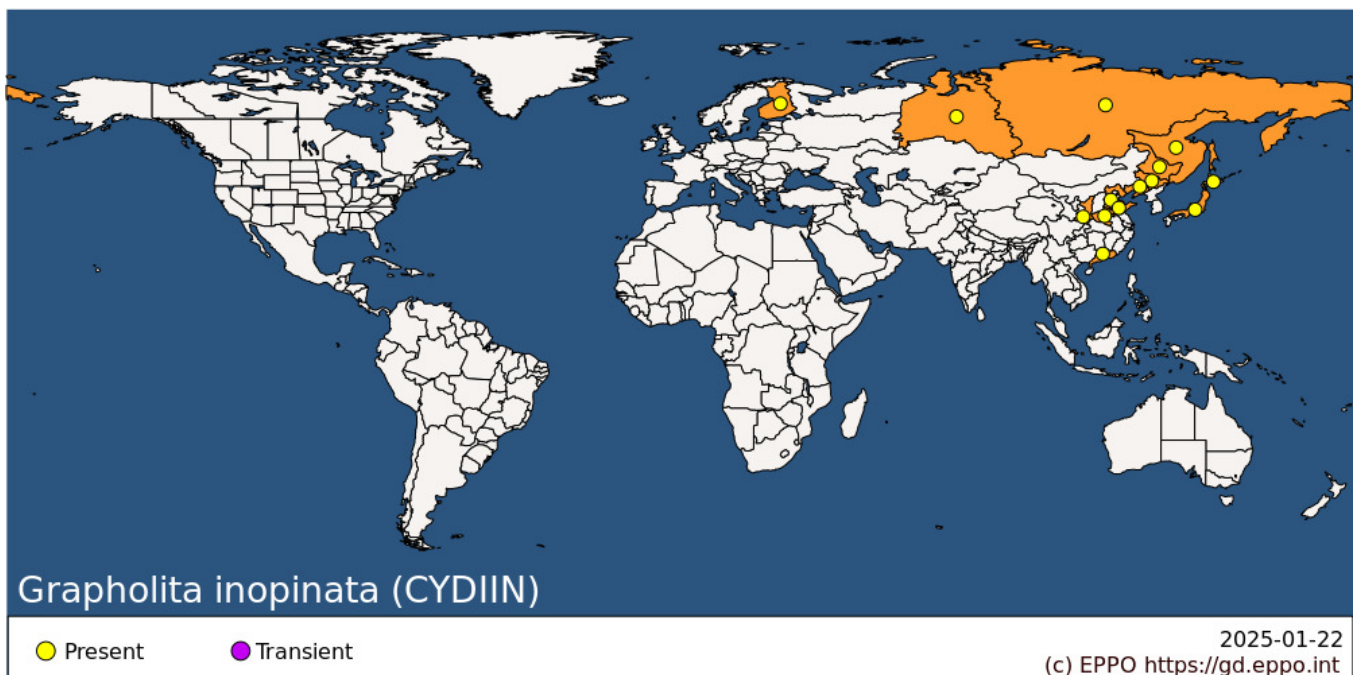 Grapholita inopinata (CYDIIN)
Present
Transient
2025-01-22
(c) EPPO https://gd.eppo.int